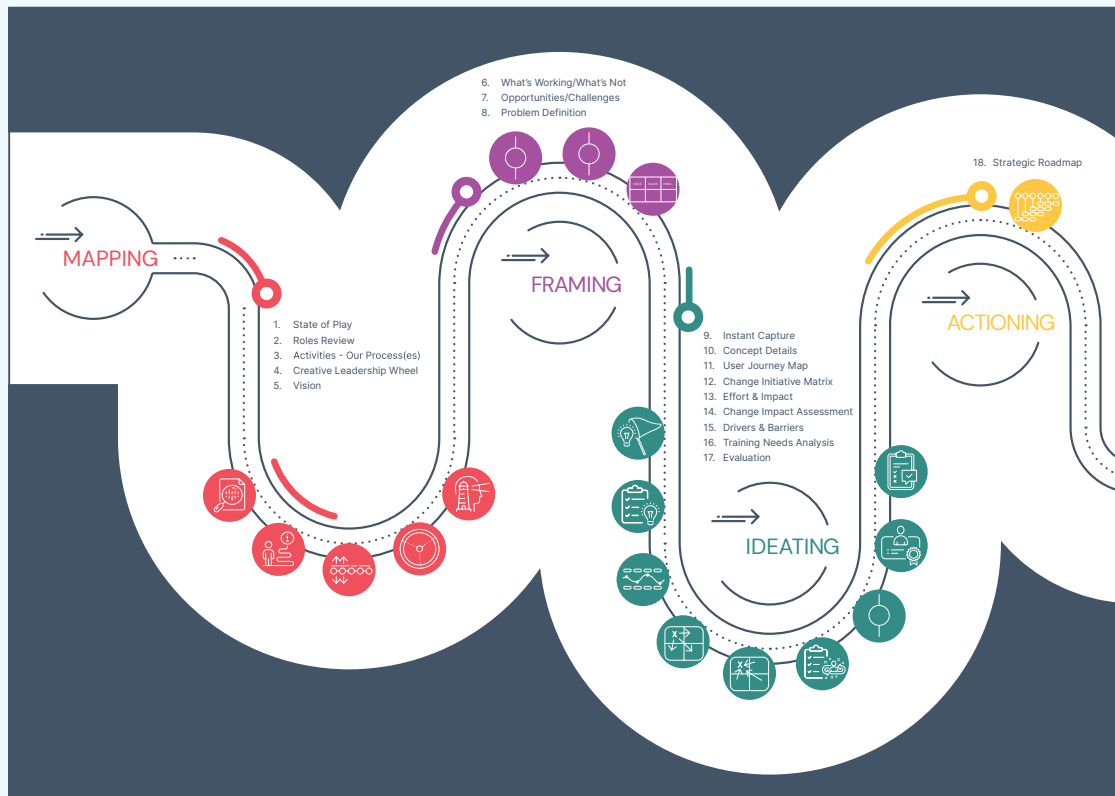 MAPPING
1. State of Play
2. Roles Review
3. Activities - Our Process(es)
4. Creative Leadership Wheel
5. Vision
6. What's Working/What's Not
7. Opportunities/Challenges
8. Problem Definition
FRAMING
9. Instant Capture
10. Concept Details
11. User Journey Map
12. Change Initiative Matrix
13. Effort & Impact
14. Change Impact Assessment
15. Drivers & Barriers
16. Training Needs Analysis
17. Evaluation
IDEATING
18. Strategic Roadmap
ACTIONING